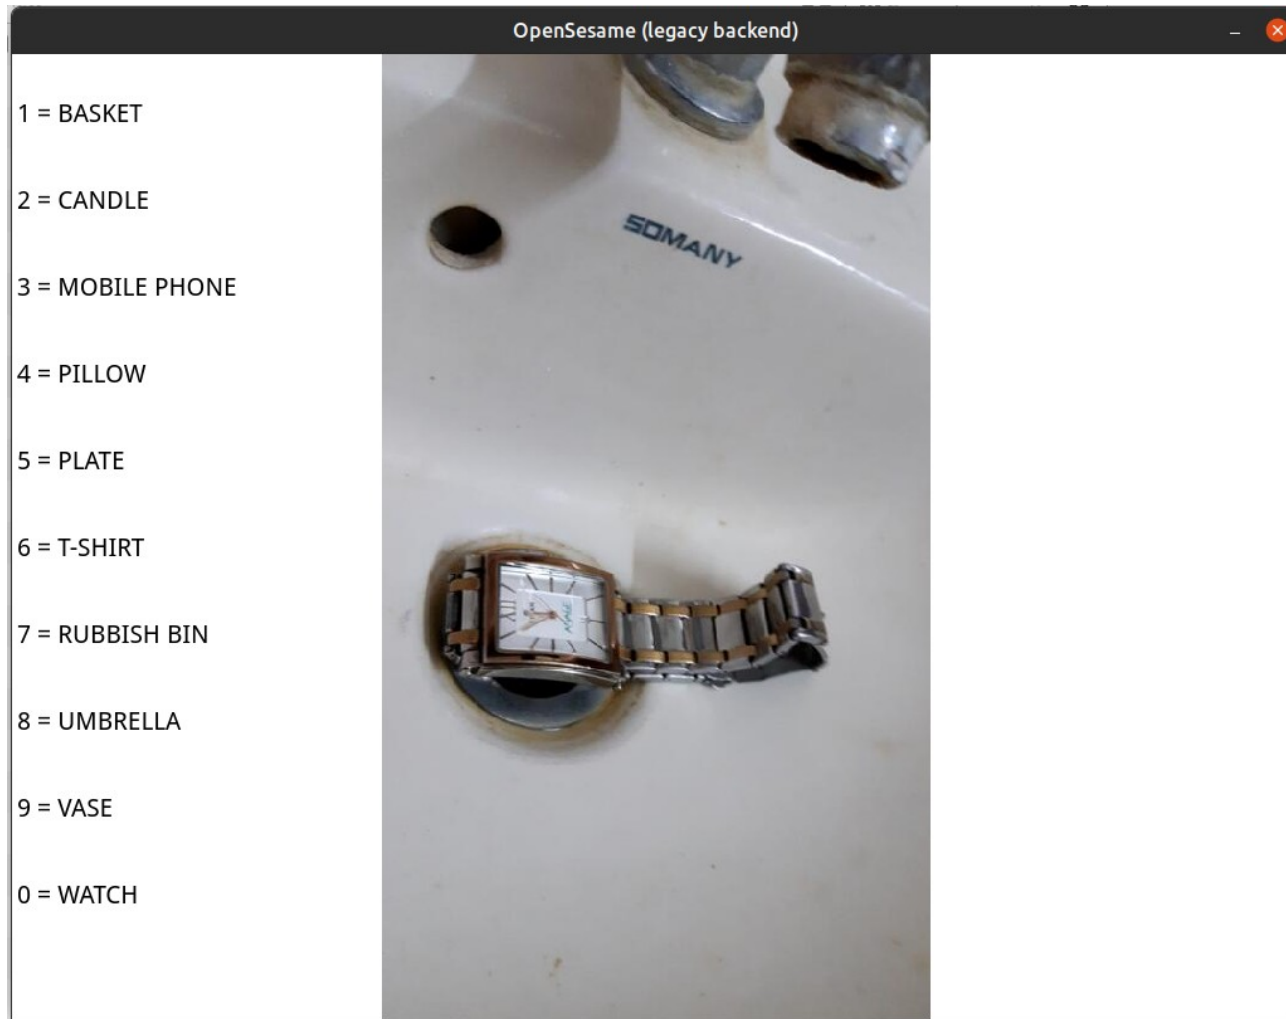 OpenSesame (legacy backend)
1 = BASKET
2 = CANDLE
3 = MOBILE PHONE
4 = PILLOW
5 = PLATE
6 = T-SHIRT
7 = RUBBISH BIN
8 = UMBRELLA
9 = VASE
0 = WATCH
SOMANY
XII